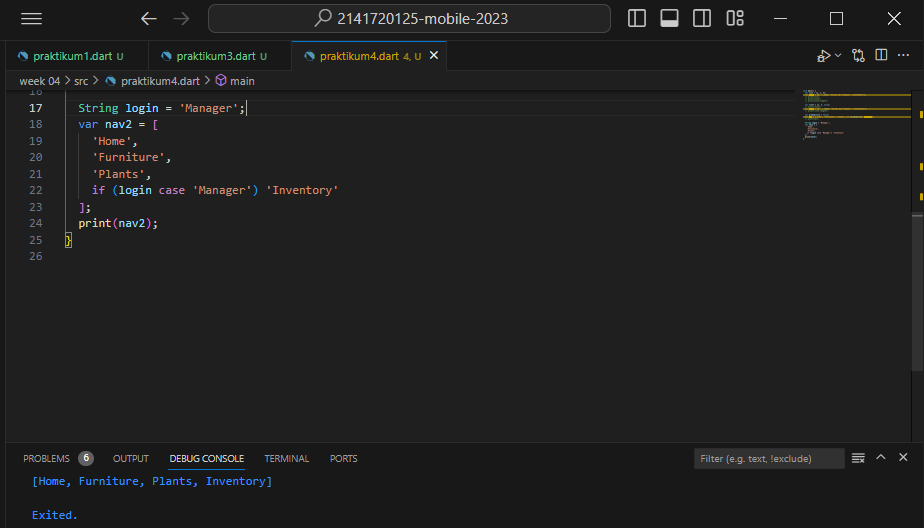 2141720125-mobile-2023
praktikum1.dart U
praktikum3.dart U
praktikum4.dart 4, U
week 04 > src > praktikum4.dart > main
16
17 String login = 'Manager';
18 var nav2 = [
19 'Home',
20 'Furniture',
21 'Plants',
22 if (login case 'Manager') 'Inventory'
23 ];
24 print(nav2);
25 }
26
PROBLEMS 6 OUTPUT DEBUG CONSOLE TERMINAL PORTS
Filter (e.g. text, !exclude)
[Home, Furniture, Plants, Inventory]
Exited.